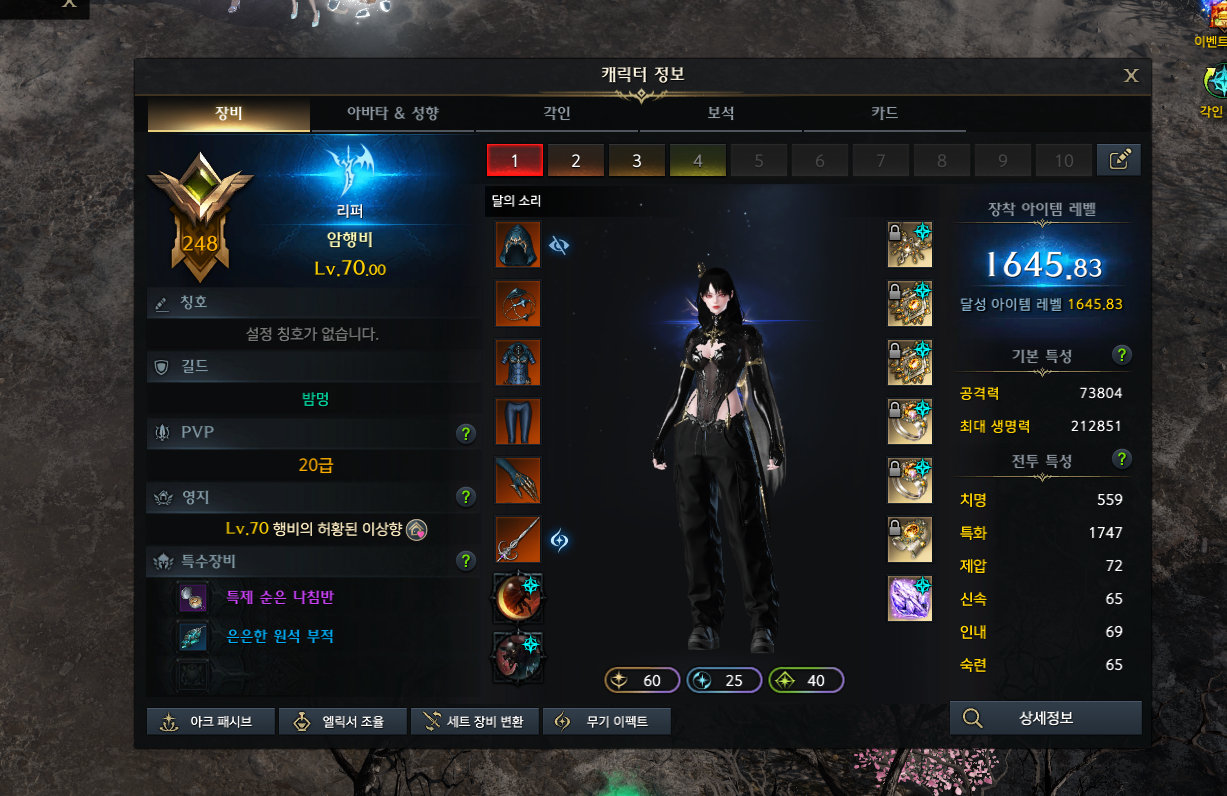 X
이벤트
각인
캐릭터 정보
X
장비
아바타 & 성향
각인
보석
카드
248
리퍼
암행비
Lv.70.00
칭호
설정 칭호가 없습니다.
길드
밤멍
PVP ?
20급
영지 ?
Lv.70 행비의 허황된 이상향
특수장비 ?
특제 순은 나침반
은은한 원석 부적
1 2 3 4 5 6 7 8 9 10
달의 소리
60 25 40
장착 아이템 레벨
1645.83
달성 아이템 레벨 1645.83
기본 특성 ?
공격력 73804
최대 생명력 212851
전투 특성 ?
치명 559
특화 1747
제압 72
신속 65
인내 69
숙련 65
아크 패시브
엘릭서 조율
세트 장비 변환
무기 이펙트
상세정보